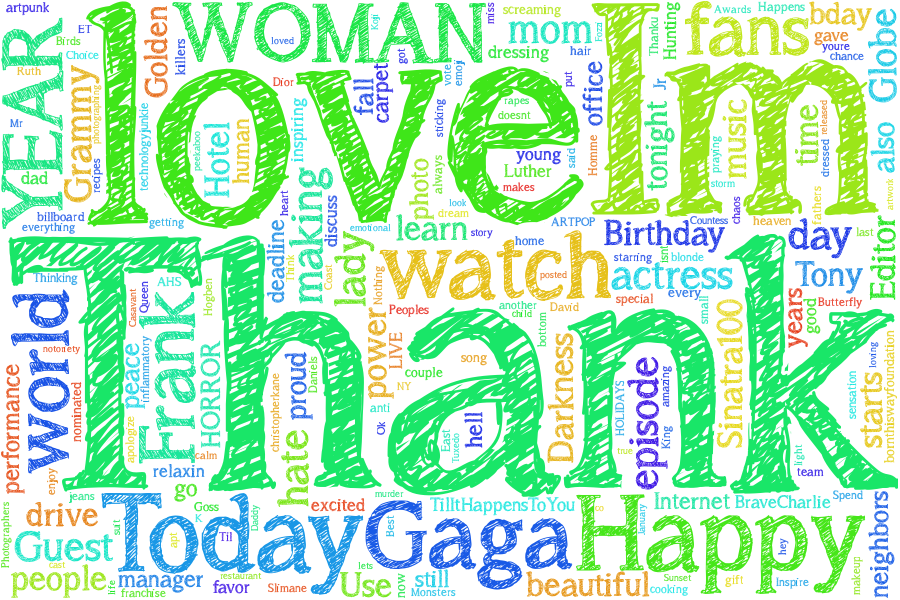 artpunk
ET
Birds
Choice
Ruth
Mr
YEAR
Grammy
Golden
killers
WOMAN
loved
Koji
got
miss
screaming
mom
dressing
hair
vote
emoji
Fozzi
Thanku
Hunting
Awards
Happens
fans
bday
gave
youre
chance
Globe
love
Im
dad
recipes
photographing
technologyjunkie
peekaboo
Hotel
human
Dior
inspiring
fall
carpet
sticking
rapes
doesnt
put
said
office
Homme
tonight
Jr
praying
music
storm
time
dressed
released
also
artwork
billboard
everything
getting
heart
discuss
photo
always
young
Luther
makes
look
dream
emotional
learn
story
ARTPOP
Birthday
Countess
chaos
heaven
fathers
day
last
Editor
Thank
Thinking
AHS
Casavant
Queen
Hogben
deadline
making
Think
Coast
lady
watch
home
starring
isnt
blonde
actress
posted
Nothing
Tony
world
notoriety
nominated
peace
Inflammatory
Frank
HORROR
apologize
calm
christopherkane
proud
Daniels
power
LIVE
Peoples
another
child
David
bottom
special
every
small
years
good
Butterfly
NY
couple
song
anti
Ok
hell
East
Tuxedo
Darkness
HOLIDAYS
true
episode
King
amazing
Sinatra100
light
team
sensation
starts
loving
bornthiswayfoundation
performance
enjoy
jeans
relaxin
go
hate
excited
murder
TilltHappensToYou
Internet
BraveCharlie
Spend
neighbors
Photographers
drive
suit
Guest
Today
Goss
K
apt
Til
Daddy
Gaga
Best
Happy
January
hey
people
cast
life
manager
franchise
restaurant
favor
Slimane
lets
Use
now
still
Monsters
beautiful
Sunset
cooking
gift
Inspire
makeup